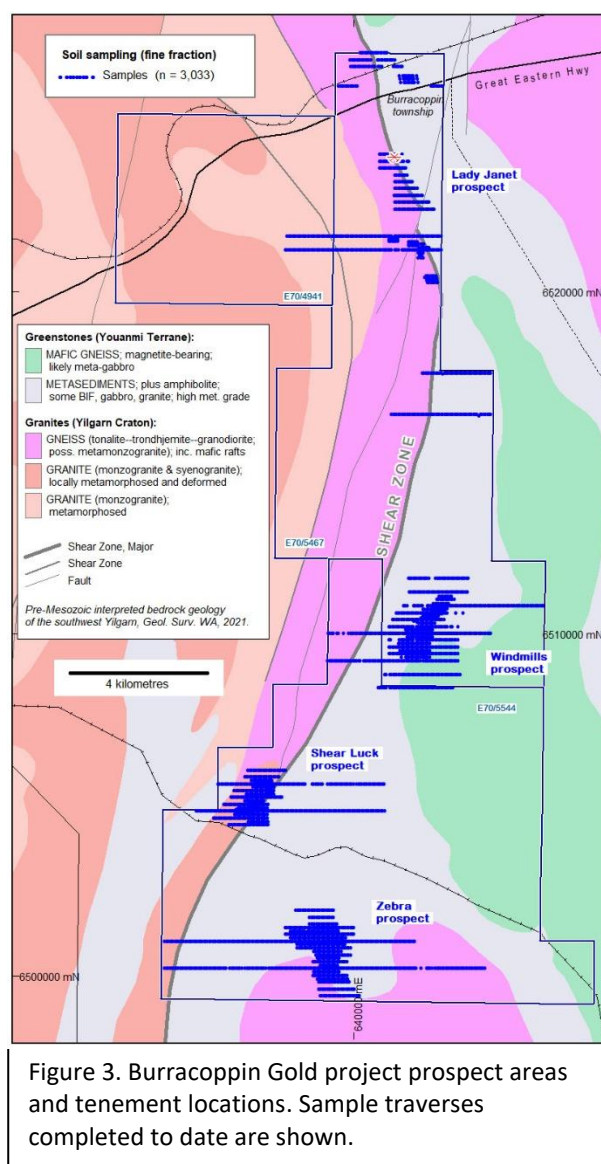 Soil sampling (fine fraction)
Samples (n = 3,033)
Great Eastern Hwy
Burracoppin
township
Lady Janet
prospect
E70/4941
6520000 mN
Greenstones (Youanmi Terrane):
MAFIC GNEISS; magnetite-bearing;
likely meta-gabbro
METASEDIMENTS; plus amphibolite;
some BIF, gabbro, granite; high met. grade
Granites (Yilgarn Craton):
GNEISS (tonalite--trondhjemite--granodiorite;
poss. metamonzogranite); inc. mafic rafts
GRANITE (monzogranite & syenogranite);
locally metamorphosed and deformed
GRANITE (monzogranite);
metamorphosed
Shear Zone, Major
Shear Zone
Fault
Pre-Mesozoic interpreted bedrock geology
of the southwest Yilgarn, Geol. Surv. WA, 2021.
SHEAR ZONE
E70/5467
4 kilometres
6510000 mN
Windmills
prospect
E70/5544
Shear Luck
prospect
Zebra
prospect
6500000 mN
640000 mE
Figure 3. Burracoppin Gold project prospect areas
and tenement locations. Sample traverses
completed to date are shown.